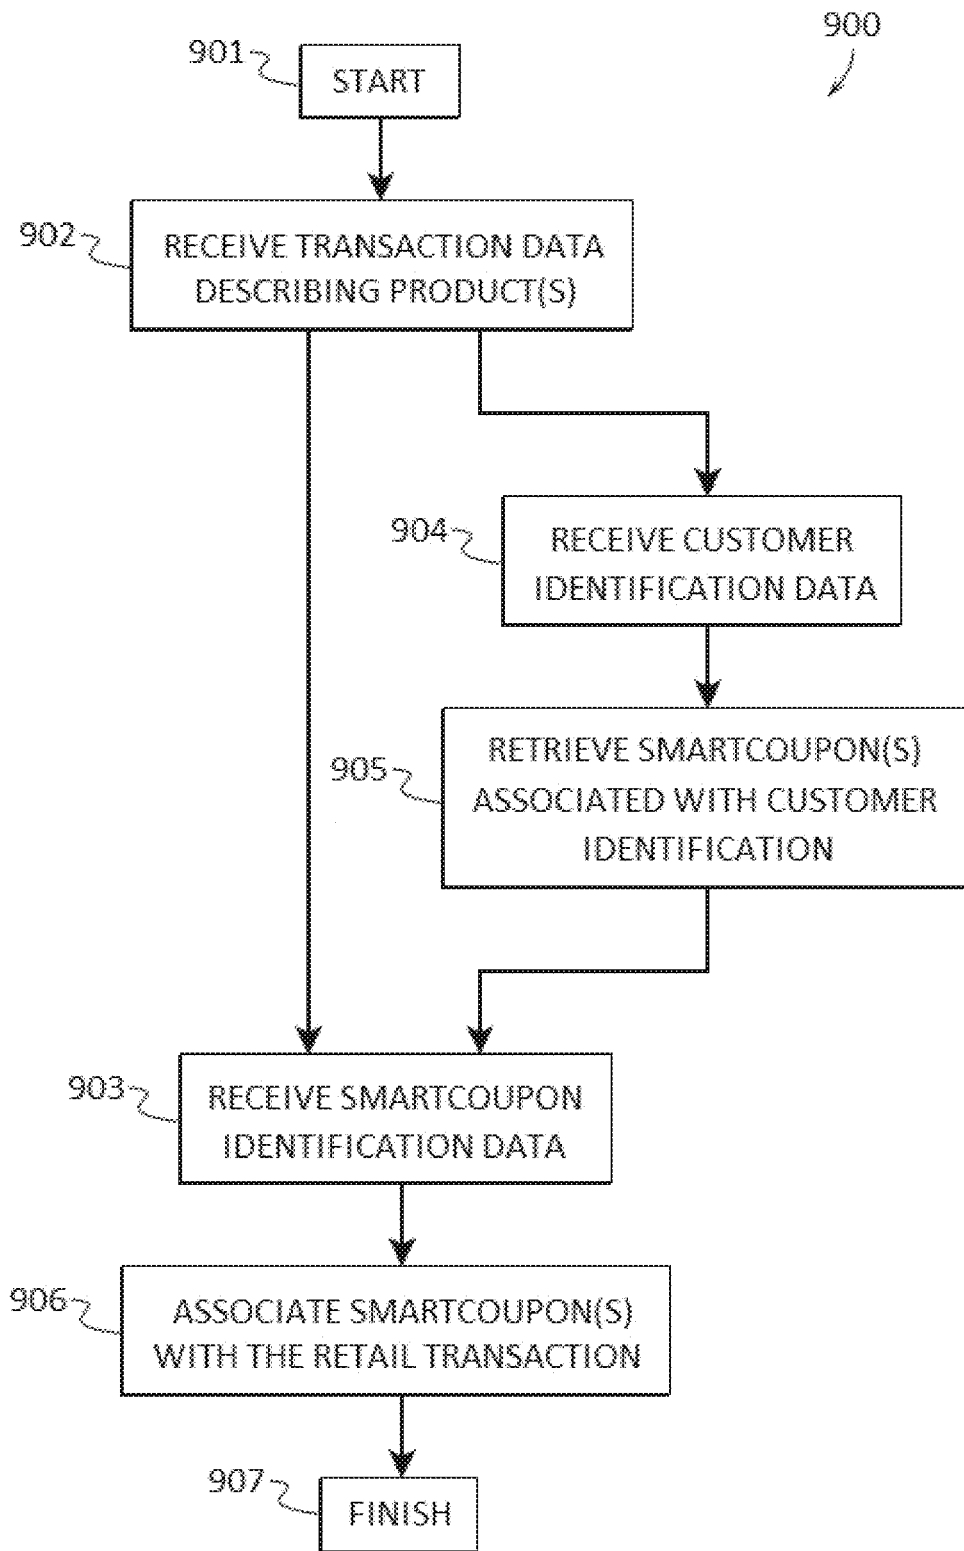 900
901
START
902
RECEIVE TRANSACTION DATA
DESCRIBING PRODUCT(S)
904
RECEIVE CUSTOMER
IDENTIFICATION DATA
905
RETRIEVE SMARTCOUPON(S)
ASSOCIATED WITH CUSTOMER
IDENTIFICATION
903
RECEIVE SMARTCOUPON
IDENTIFICATION DATA
906
ASSOCIATE SMARTCOUPON(S)
WITH THE RETAIL TRANSACTION
907
FINISH